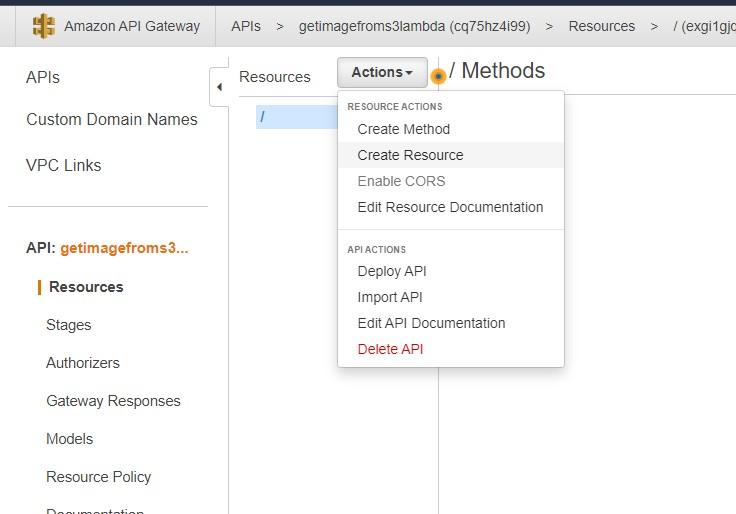 Amazon API Gateway APIs > getimagefroms3lambda (cq75hz4i99) > Resources > / (exgi1gjq
APIs
Custom Domain Names
VPC Links
API: getimagefroms3...
Resources
Stages
Authorizers
Gateway Responses
Models
Resource Policy
Documentation
Resources Actions / Methods
/
RESOURCE ACTIONS
Create Method
Create Resource
Enable CORS
Edit Resource Documentation
API ACTIONS
Deploy API
Import API
Edit API Documentation
Delete API